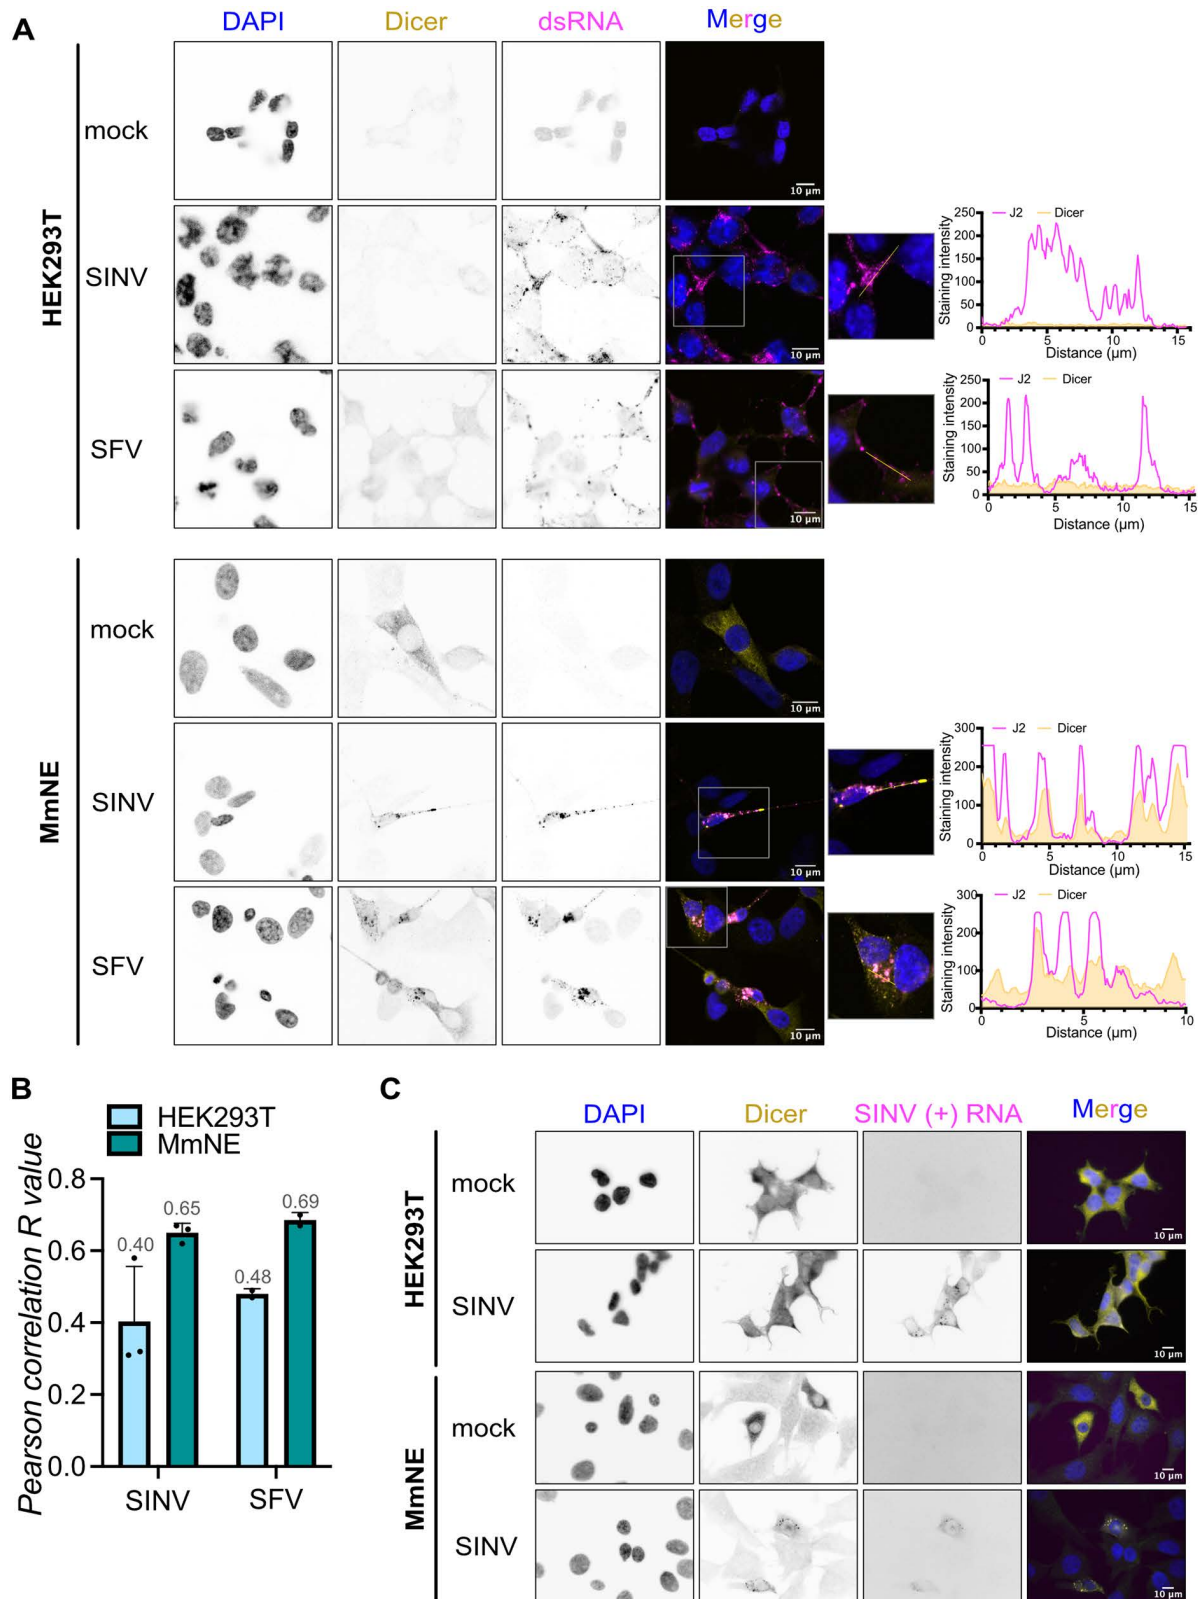 A
DAPI Dicer dsRNA Merge
HEK293T
mock
10 µm
SINV
10 µm
J2 Dicer
Staining intensity
250
200
150
100
50
0
0 5 10 15
Distance (µm)
SFV
10 µm
J2 Dicer
Staining intensity
250
200
150
100
50
0
0 5 10 15
Distance (µm)
MmNE
mock
10 µm
SINV
10 µm
J2 Dicer
Staining intensity
300
200
100
0
0 5 10 15
Distance (µm)
SFV
10 µm
J2 Dicer
Staining intensity
300
200
100
0
0 5 10
Distance (µm)
B
HEK293T
MmNE
Pearson correlation R value
0.8
0.6
0.4
0.2
0.0
0.40 0.65 0.48 0.69
SINV SFV
C
DAPI Dicer SINV (+) RNA Merge
HEK293T
mock
10 µm
SINV
10 µm
MmNE
mock
10 µm
SINV
10 µm